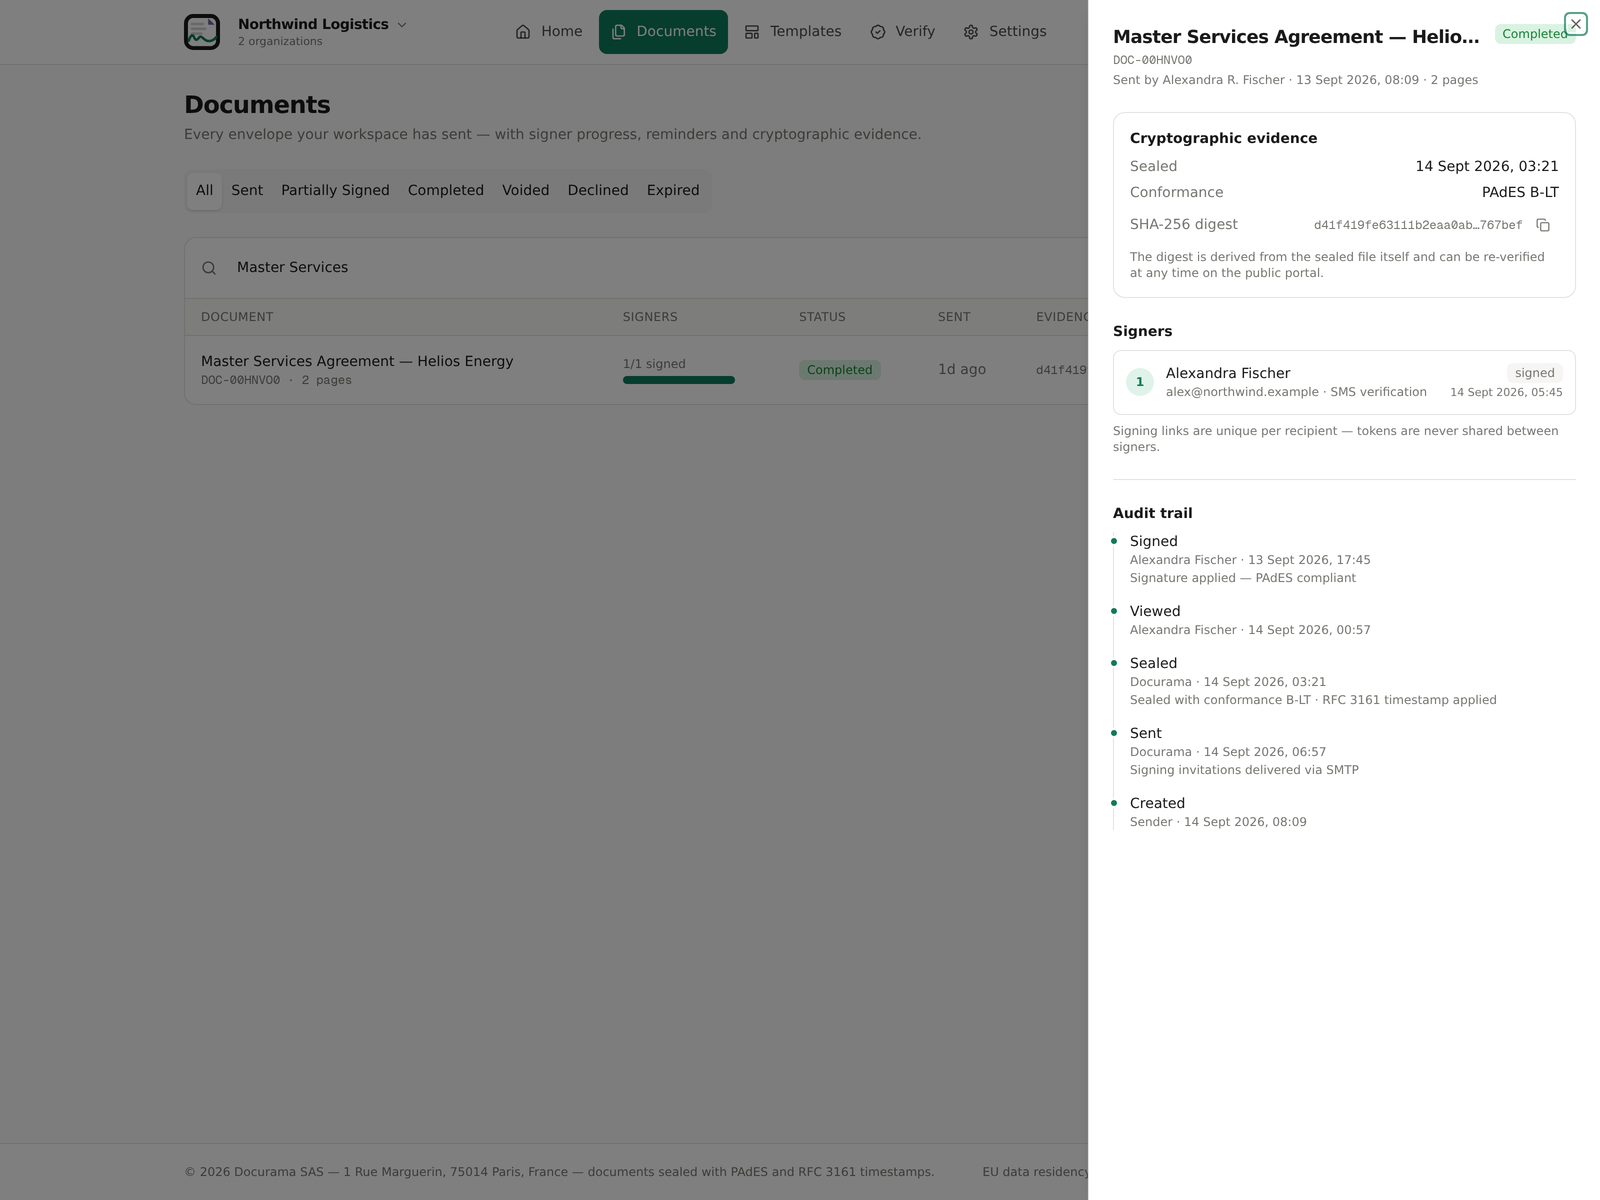 Northwind Logistics
2 organizations
Home
Documents
Templates
Verify
Settings
Documents
Every envelope your workspace has sent — with signer progress, reminders and cryptographic evidence.
All
Sent
Partially Signed
Completed
Voided
Declined
Expired
Master Services
DOCUMENT
SIGNERS
STATUS
SENT
EVIDENC
Master Services Agreement — Helios Energy
DOC-00HNVO0 · 2 pages
1/1 signed
Completed
1d ago
d41f419
© 2026 Docurama SAS — 1 Rue Marguerin, 75014 Paris, France — documents sealed with PAdES and RFC 3161 timestamps.
EU data residency
Master Services Agreement — Helio...
Completed
DOC-00HNVO0
Sent by Alexandra R. Fischer · 13 Sept 2026, 08:09 · 2 pages
Cryptographic evidence
Sealed
14 Sept 2026, 03:21
Conformance
PAdES B-LT
SHA-256 digest
d41f419fe63111b2eaa0ab…767bef
The digest is derived from the sealed file itself and can be re-verified
at any time on the public portal.
Signers
1
Alexandra Fischer
signed
alex@northwind.example · SMS verification
14 Sept 2026, 05:45
Signing links are unique per recipient — tokens are never shared between
signers.
Audit trail
Signed
Alexandra Fischer · 13 Sept 2026, 17:45
Signature applied — PAdES compliant
Viewed
Alexandra Fischer · 14 Sept 2026, 00:57
Sealed
Docurama · 14 Sept 2026, 03:21
Sealed with conformance B-LT · RFC 3161 timestamp applied
Sent
Docurama · 14 Sept 2026, 06:57
Signing invitations delivered via SMTP
Created
Sender · 14 Sept 2026, 08:09